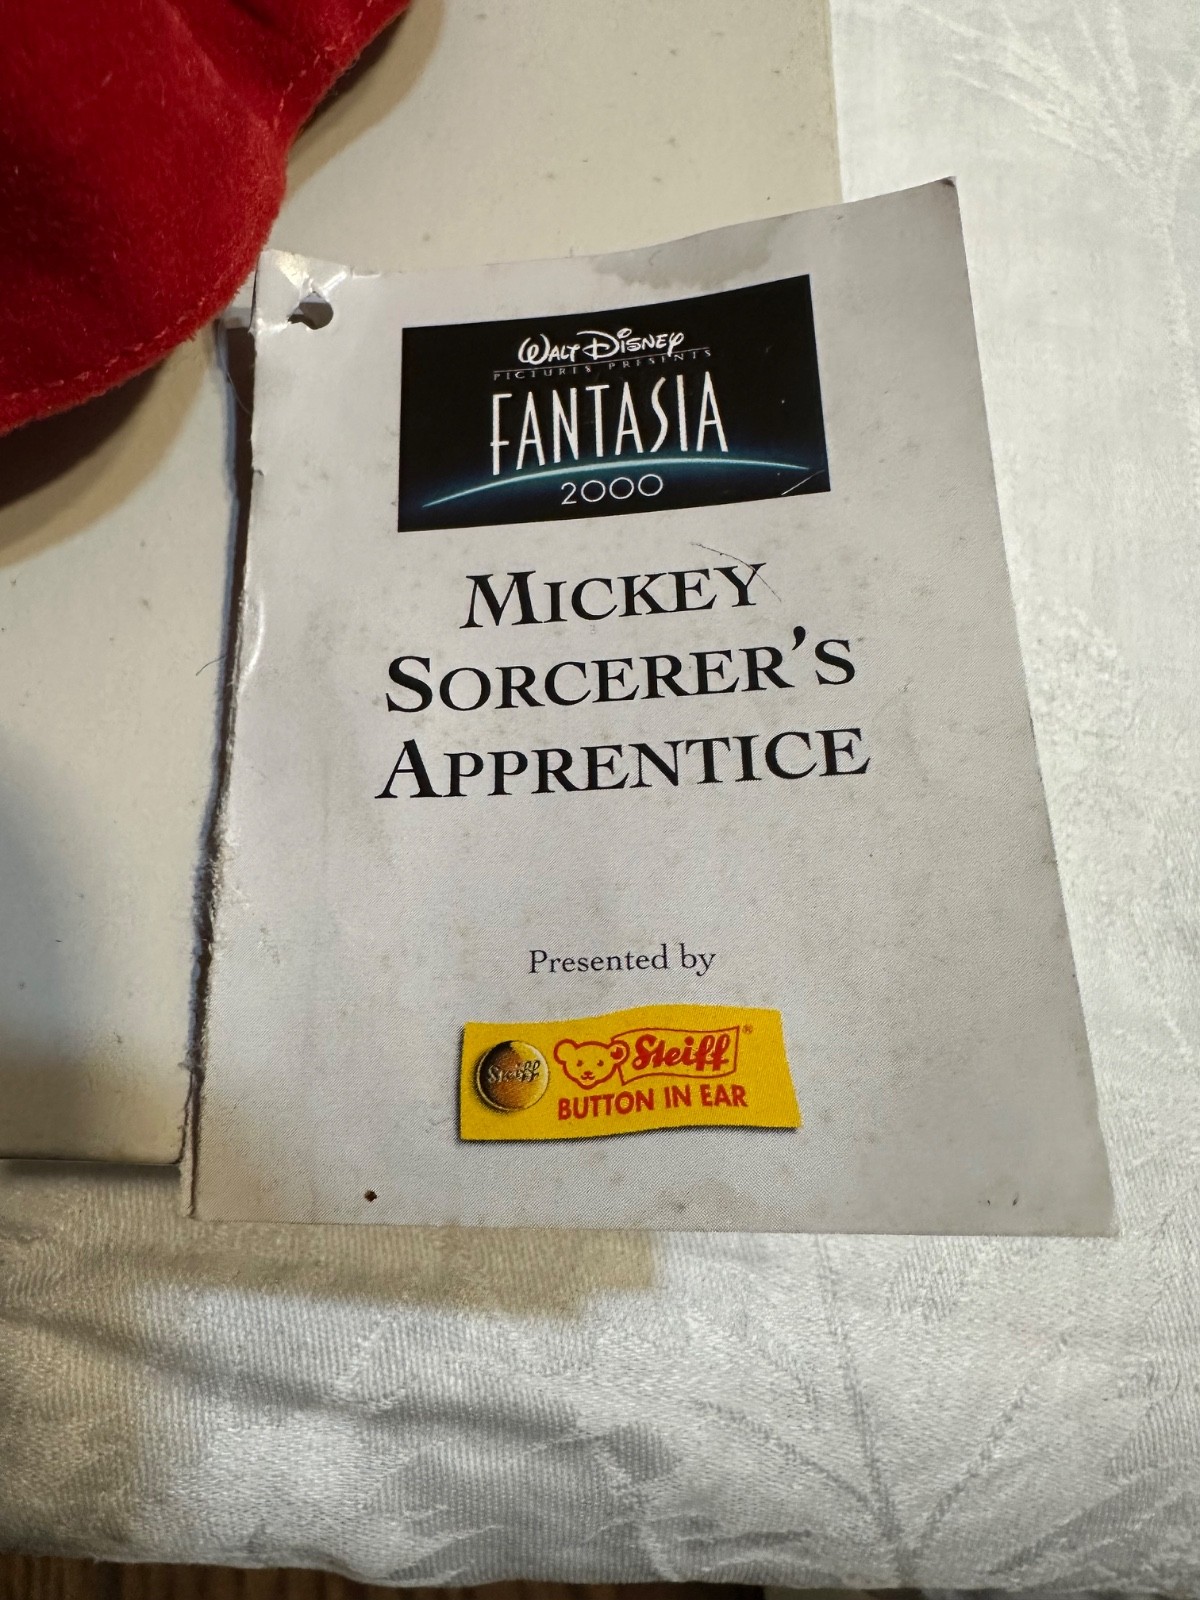 WALT DISNEY
PICTURES PRESENTS
FANTASIA
2000
MICKEY
SORCERER’S
APPRENTICE
Presented by
Steiff
Steiff®
BUTTON IN EAR